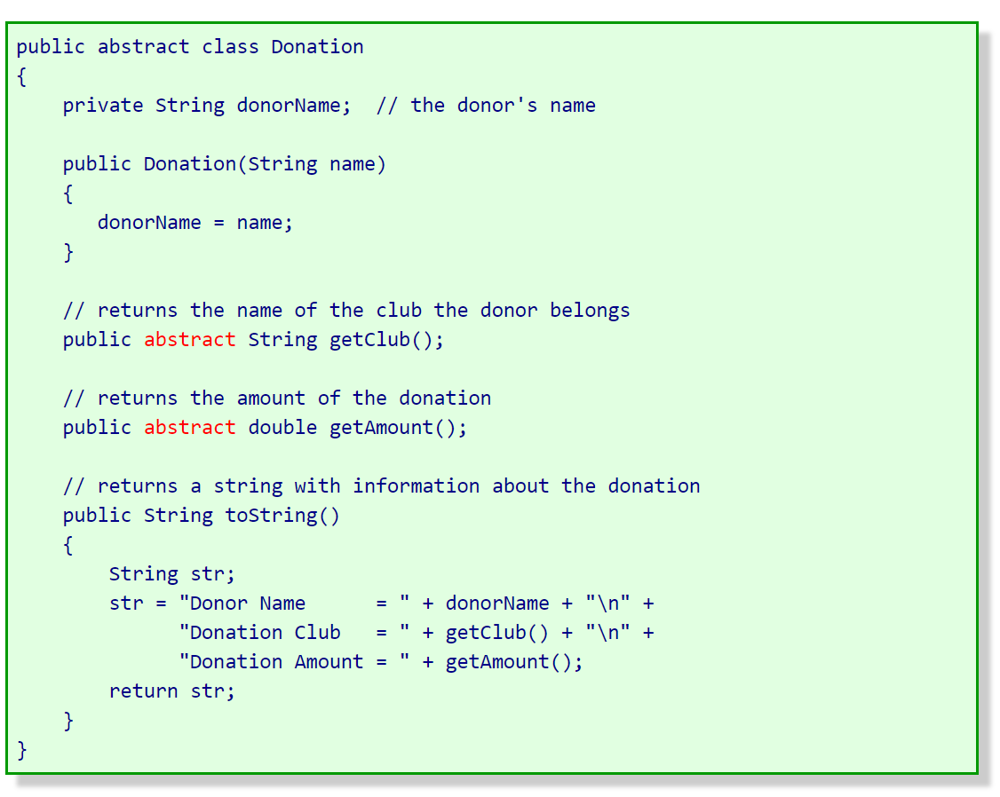 public abstract class Donation
{
    private String donorName;  // the donor's name
    public Donation(String name)
    {
       donorName = name;
    }
    // returns the name of the club the donor belongs
    public abstract String getClub();
    // returns the amount of the donation
    public abstract double getAmount();
    // returns a string with information about the donation
    public String toString()
    {
        String str;
        str = "Donor Name      = " + donorName + "\n" +
              "Donation Club   = " + getClub() + "\n" +
              "Donation Amount = " + getAmount();
        return str;
    }
}